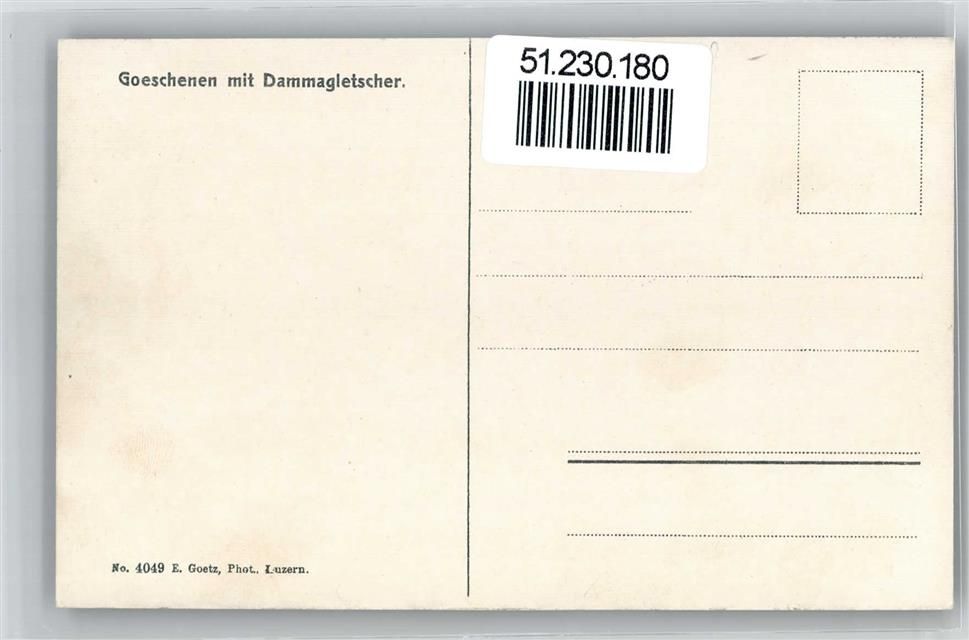 Goeschenen mit Dammagletscher.
51.230.180
No. 4049 E. Goetz, Phot., Luzern.